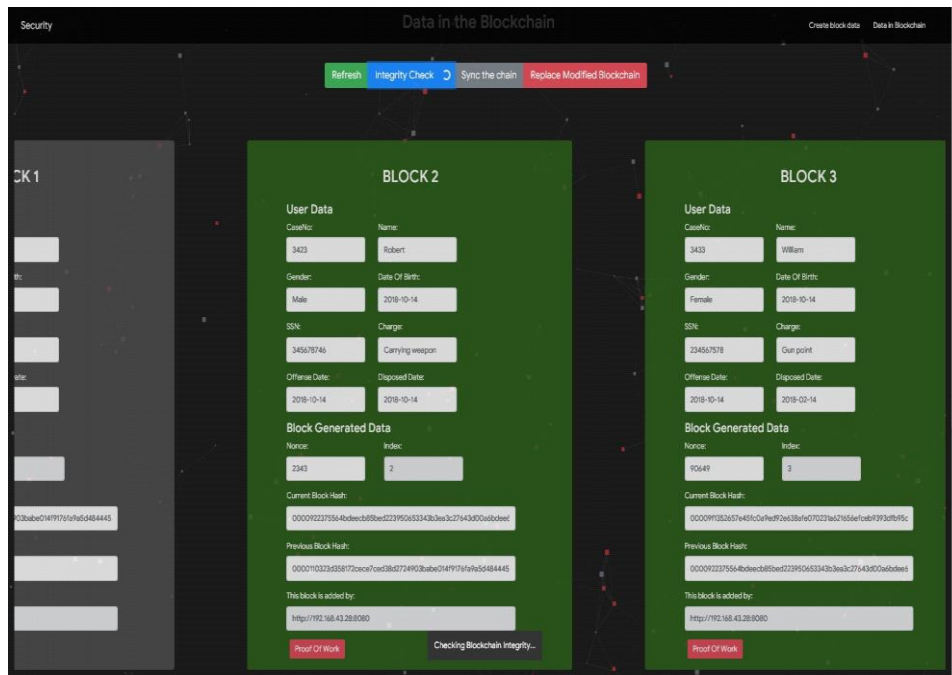 Security
Data in the Blockchain
Create block data
Data in Blockchain
Refresh
Integrity Check
Sync the chain
Replace Modified Blockchain
CK 1
th:
ate:
BLOCK 2
User Data
CaseNo: Name:
3423 Robert
Gender: Date Of Birth:
Male 2018-10-14
SSN: Charge:
345678746 Carrying weapon
Offense Date: Disposed Date:
2018-10-14 2018-10-14
Block Generated Data
Nonce: Index:
2343 2
Current Block Hash:
Previous Block Hash:
This block is added by:
http://192.168.43.28:8080
Proof Of Work
Checking Blockchain Integrity...
BLOCK 3
User Data
CaseNo: Name:
3433 William
Gender: Date Of Birth:
Female 2018-10-14
SSN: Charge:
234567578 Gun point
Offense Date: Disposed Date:
2018-10-14 2018-02-14
Block Generated Data
Nonce: Index:
90649 3
Current Block Hash:
Previous Block Hash:
This block is added by:
http://192.168.43.28:8080
Proof Of Work